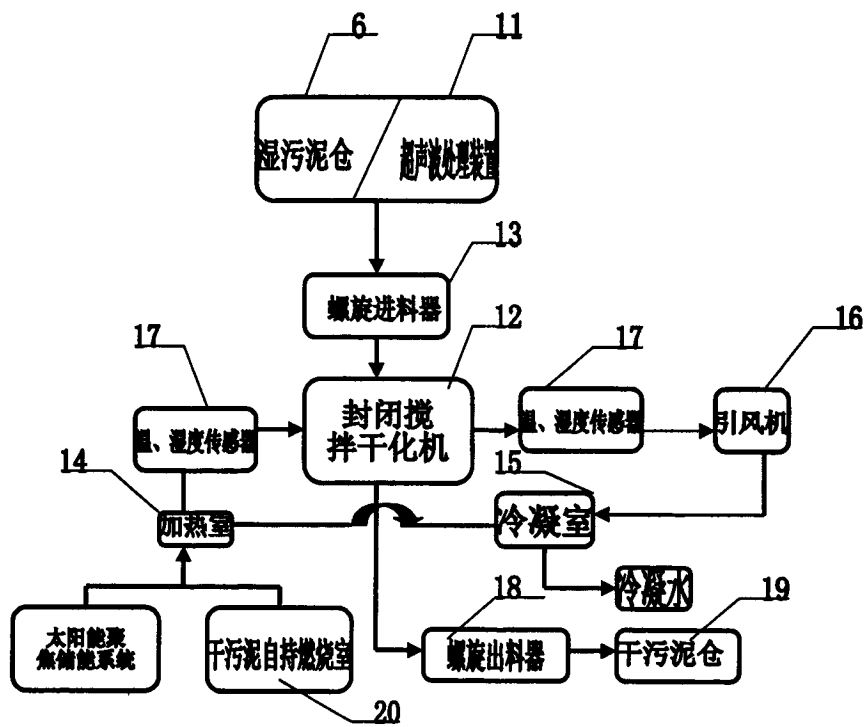 6
11
湿污泥仓
超声波处理装置
13
螺旋进料器
12
17
17
16
封闭搅
拌干化机
温、湿度传感器
温、湿度传感器
引风机
14
15
加热室
冷凝室
冷凝水
18
19
太阳能聚
焦储能系统
干污泥自持燃烧室
螺旋出料器
干污泥仓
20